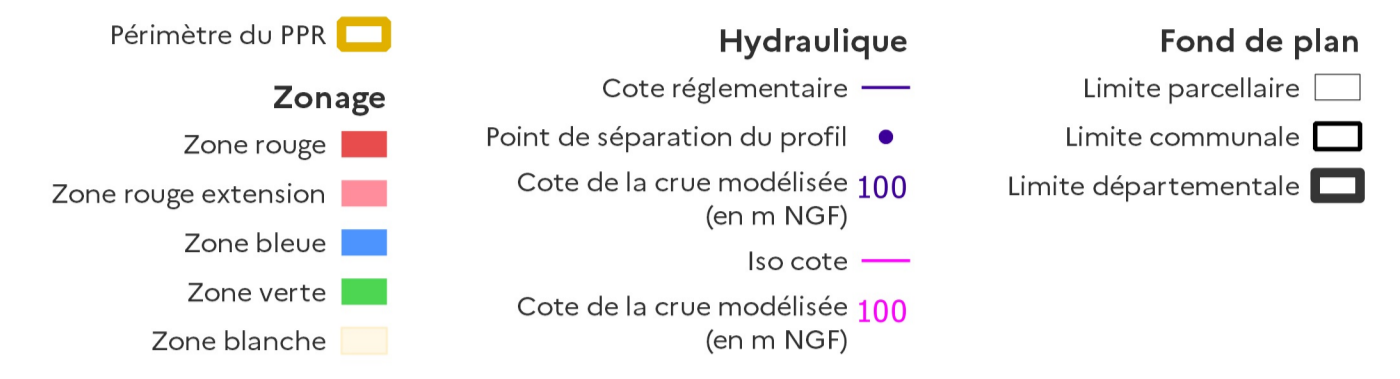 Périmètre du PPR
Zonage
Zone rouge
Zone rouge extension
Zone bleue
Zone verte
Zone blanche
Hydraulique
Cote réglementaire
Point de séparation du profil
Cote de la crue modélisée 100
(en m NGF)
Iso cote
Cote de la crue modélisée 100
(en m NGF)
Fond de plan
Limite parcellaire
Limite communale
Limite départementale